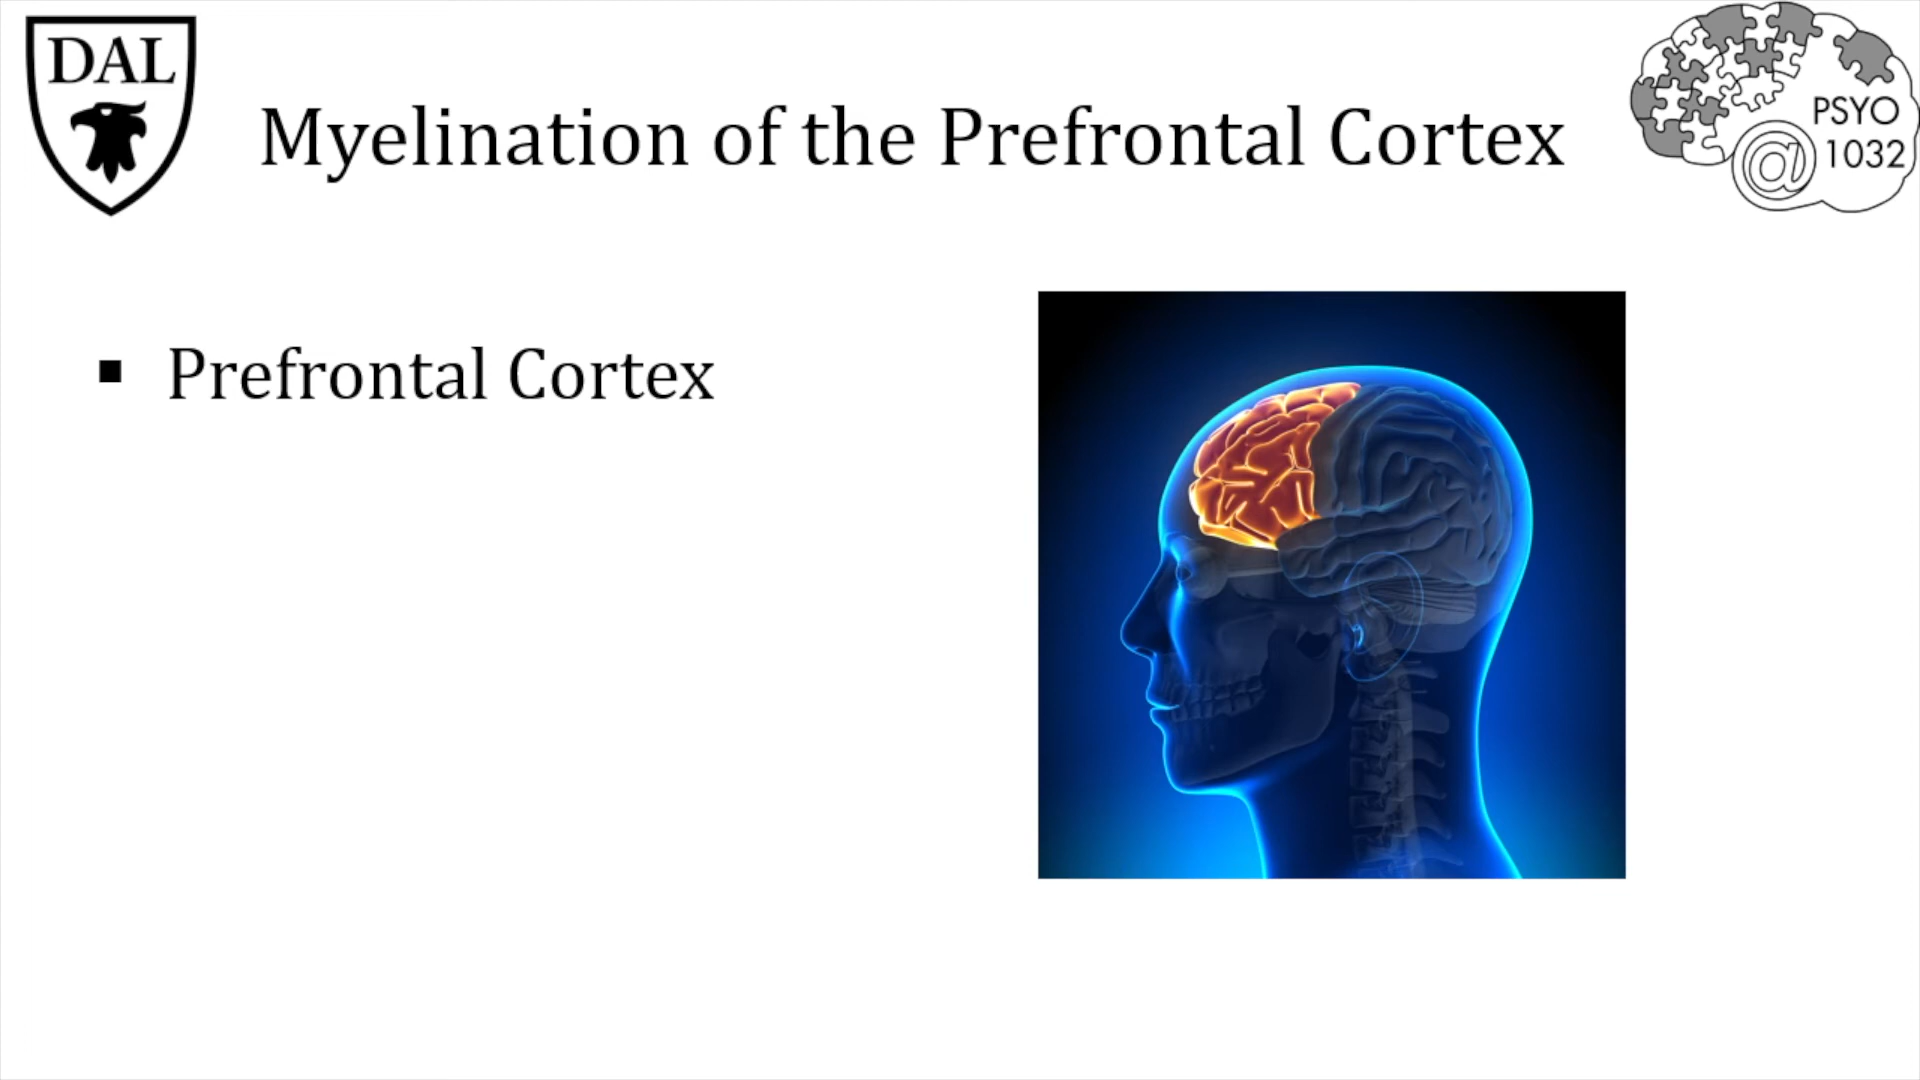 DAL
Myelination of the Prefrontal Cortex
PSYO
@ 1032
▪ Prefrontal Cortex